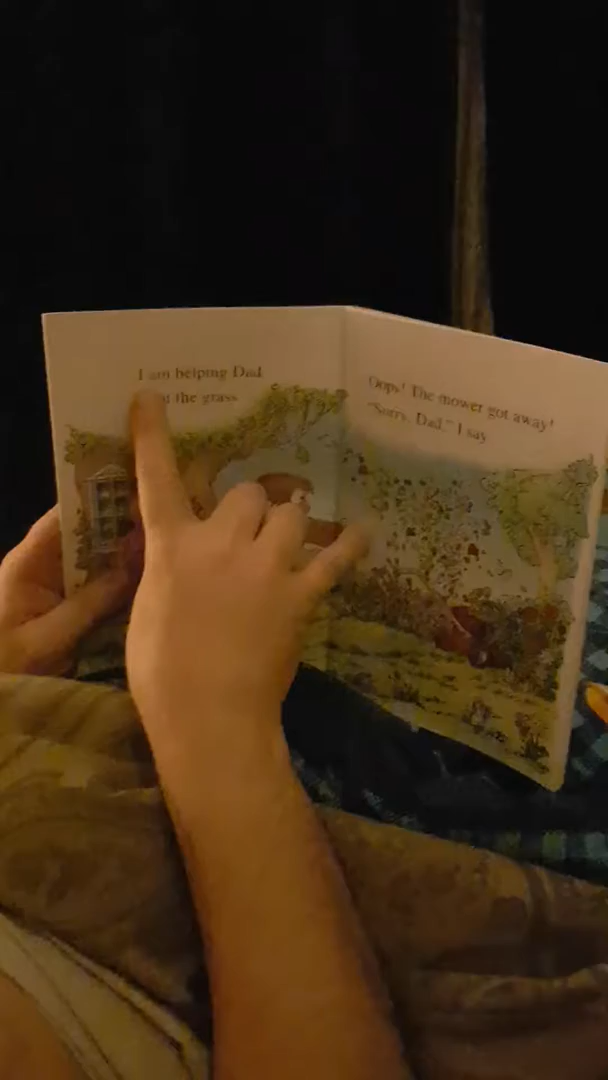 I am helping Dad
the grass.
Oops! The mower got away!
"Sorry, Dad," I say